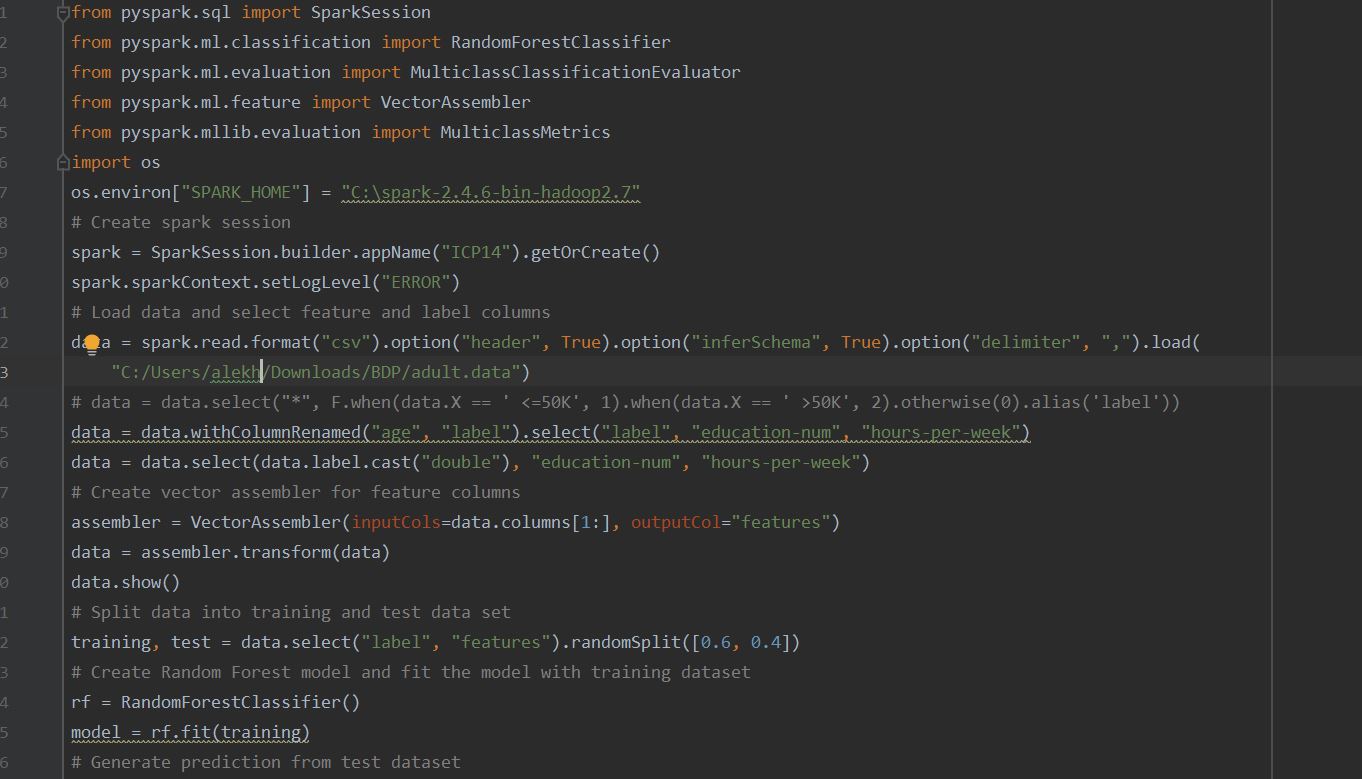 1 from pyspark.sql import SparkSession
2 from pyspark.ml.classification import RandomForestClassifier
3 from pyspark.ml.evaluation import MulticlassClassificationEvaluator
4 from pyspark.ml.feature import VectorAssembler
5 from pyspark.mllib.evaluation import MulticlassMetrics
6 import os
7 os.environ["SPARK_HOME"] = "C:\spark-2.4.6-bin-hadoop2.7"
8 # Create spark session
9 spark = SparkSession.builder.appName("ICP14").getOrCreate()
0 spark.sparkContext.setLogLevel("ERROR")
1 # Load data and select feature and label columns
2 data = spark.read.format("csv").option("header", True).option("inferSchema", True).option("delimiter", ",").load(
3 "C:/Users/alekh/Downloads/BDP/adult.data")
4 # data = data.select("*", F.when(data.X == ' <=50K', 1).when(data.X == ' >50K', 2).otherwise(0).alias('label'))
5 data = data.withColumnRenamed("age", "label").select("label", "education-num", "hours-per-week")
6 data = data.select(data.label.cast("double"), "education-num", "hours-per-week")
7 # Create vector assembler for feature columns
8 assembler = VectorAssembler(inputCols=data.columns[1:], outputCol="features")
9 data = assembler.transform(data)
0 data.show()
1 # Split data into training and test data set
2 training, test = data.select("label", "features").randomSplit([0.6, 0.4])
3 # Create Random Forest model and fit the model with training dataset
4 rf = RandomForestClassifier()
5 model = rf.fit(training)
6 # Generate prediction from test dataset